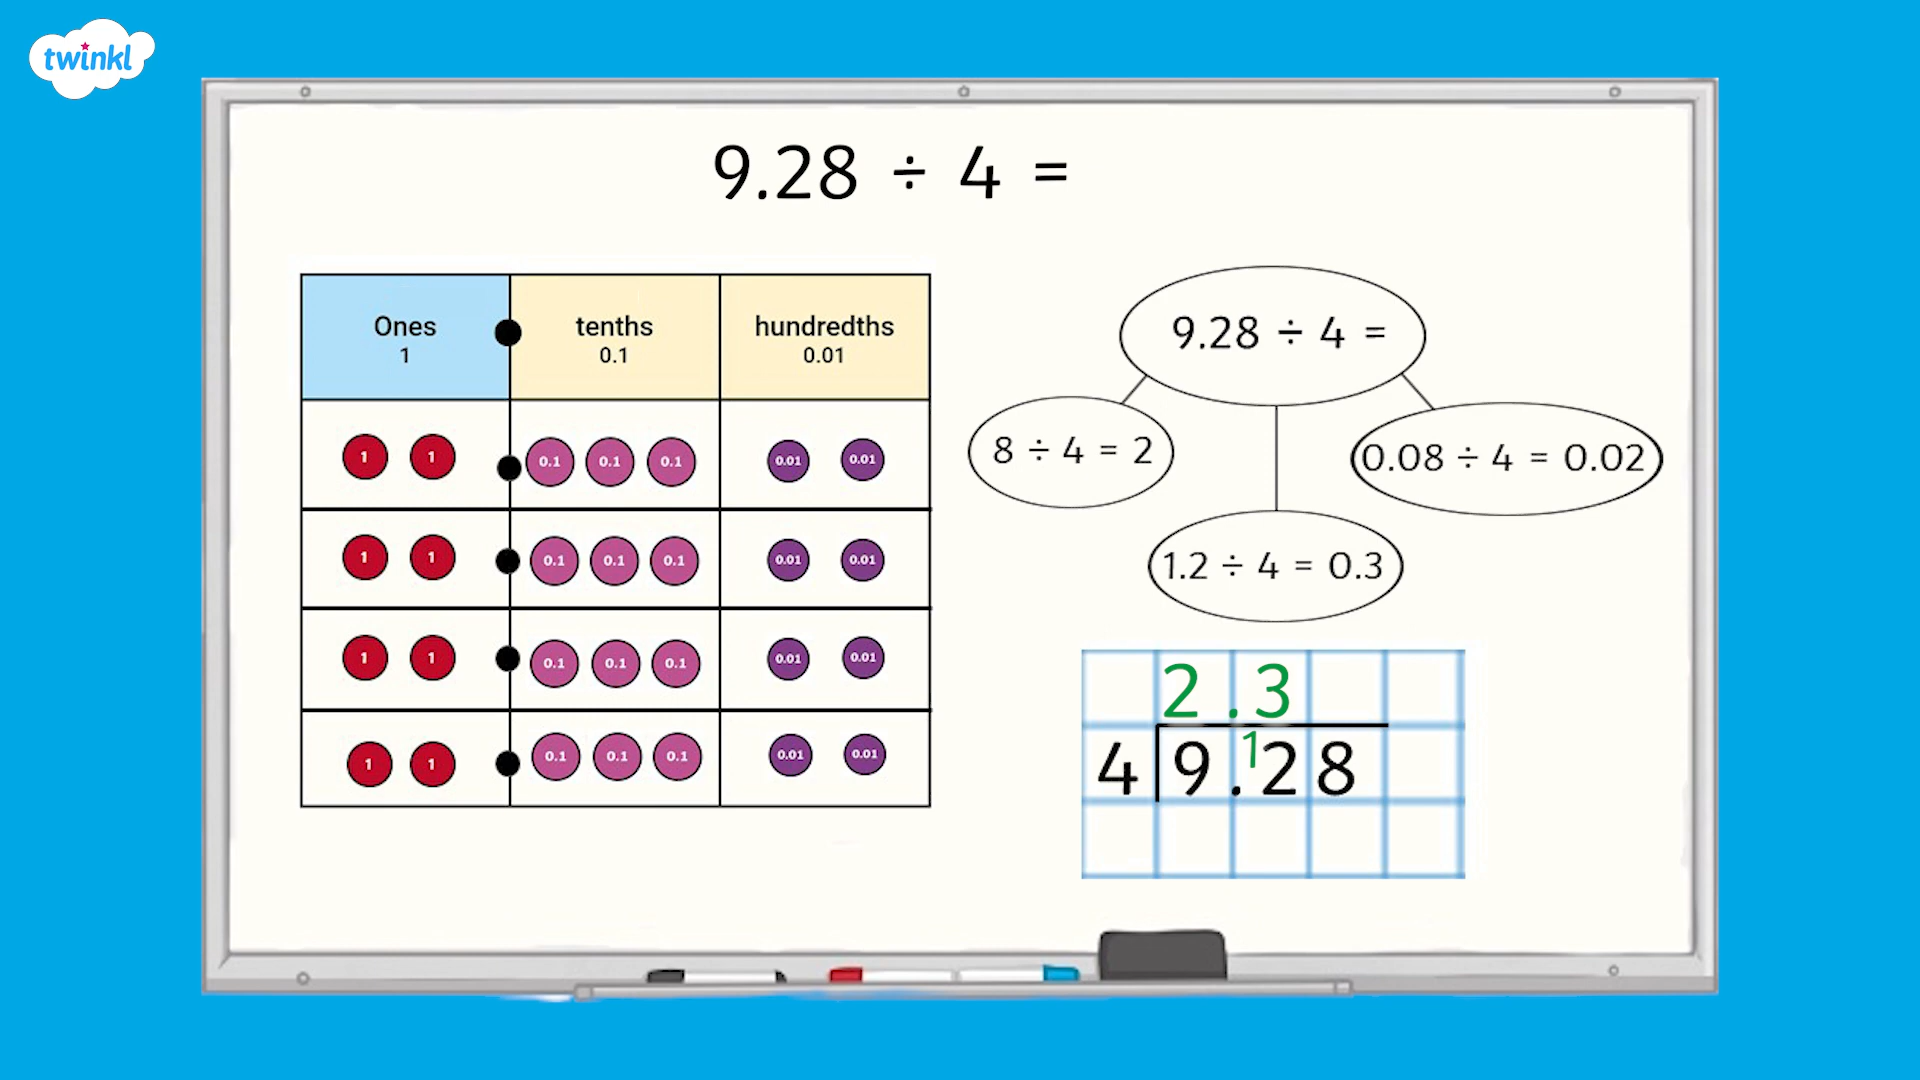 twinkl
9.28 ÷ 4 =
Ones tenths hundredths
1 0.1 0.01
1 1 0.1 0.1 0.1 0.01 0.01
1 1 0.1 0.1 0.1 0.01 0.01
1 1 0.1 0.1 0.1 0.01 0.01
1 1 0.1 0.1 0.1 0.01 0.01
9.28 ÷ 4 =
8 ÷ 4 = 2
0.08 ÷ 4 = 0.02
1.2 ÷ 4 = 0.3
2.3
4 9.128